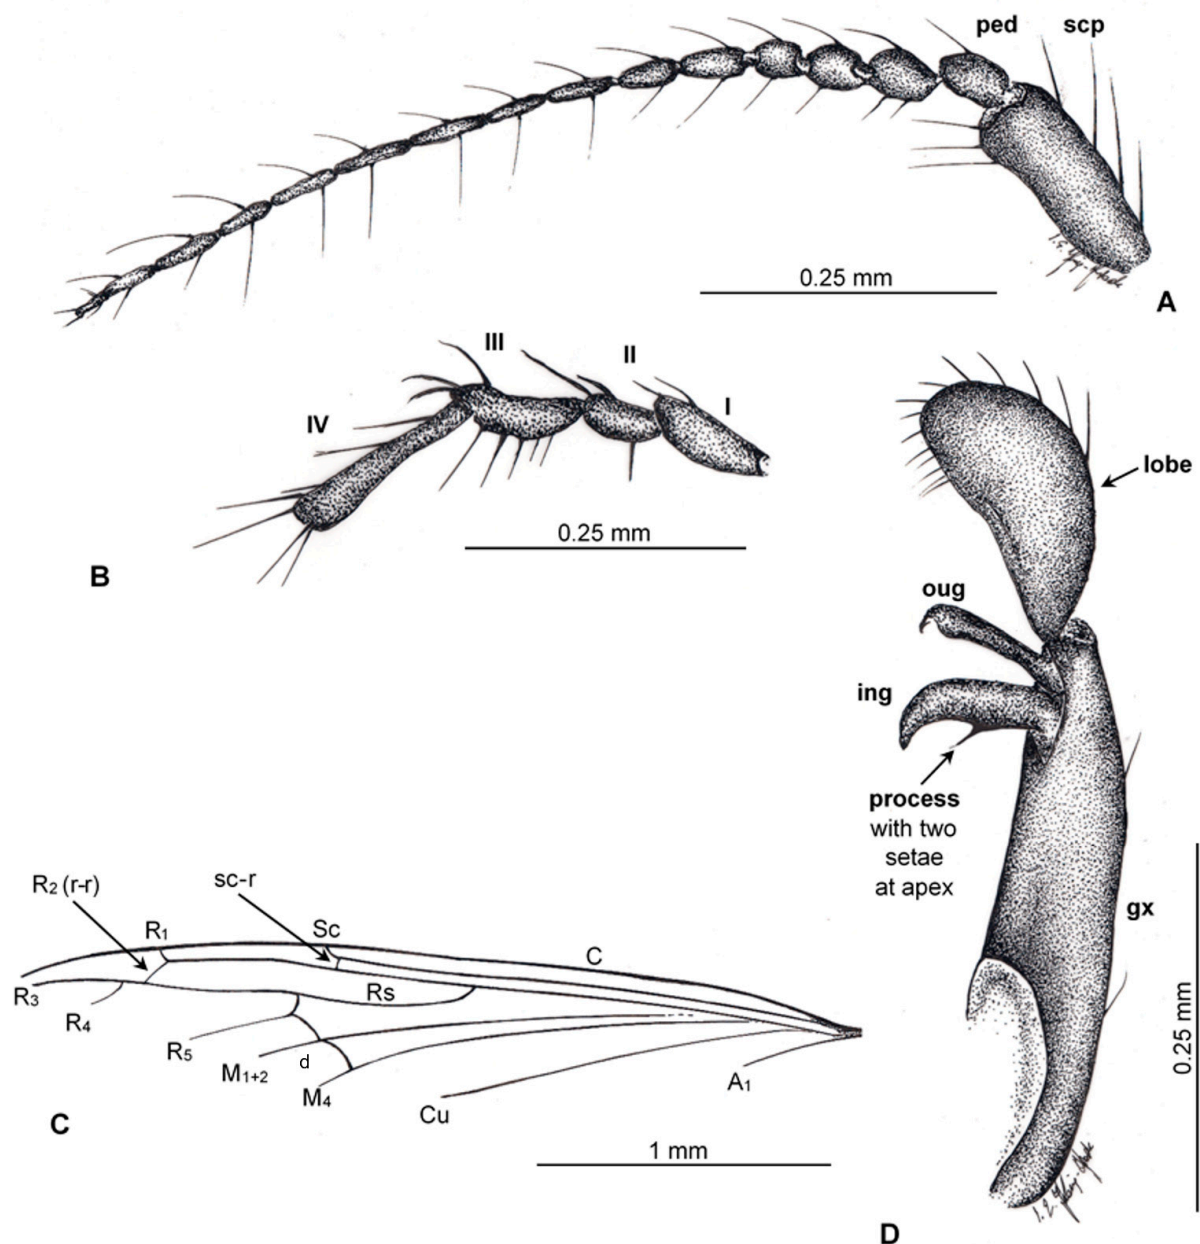 ped scp
0.25 mm
A
III
II
I
IV
0.25 mm
B
lobe
oug
ing
process
with two
setae
at apex
gx
0.25 mm
D
R₂ (r-r)
sc-r
R₁
Sc
C
Rs
R₃
R₄
R₅
M₁₊₂
d
M₄
Cu
A₁
1 mm
C